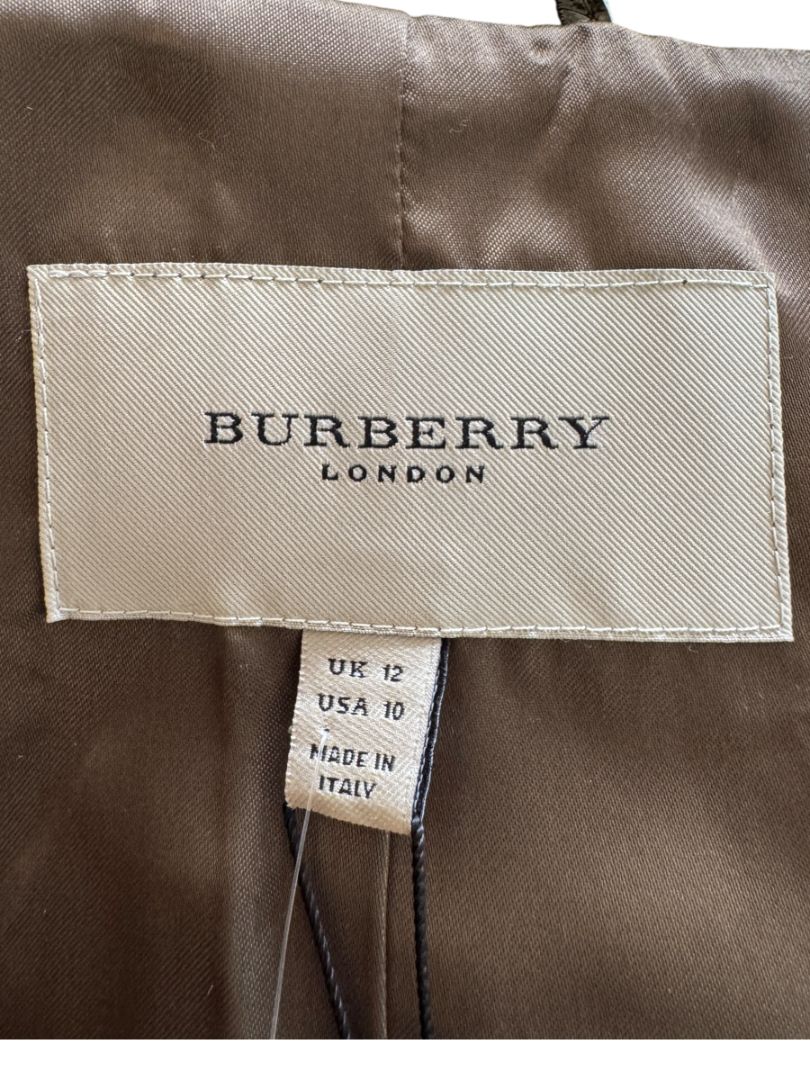 BURBERRY
LONDON
UK 12
USA 10
MADE IN
ITALY